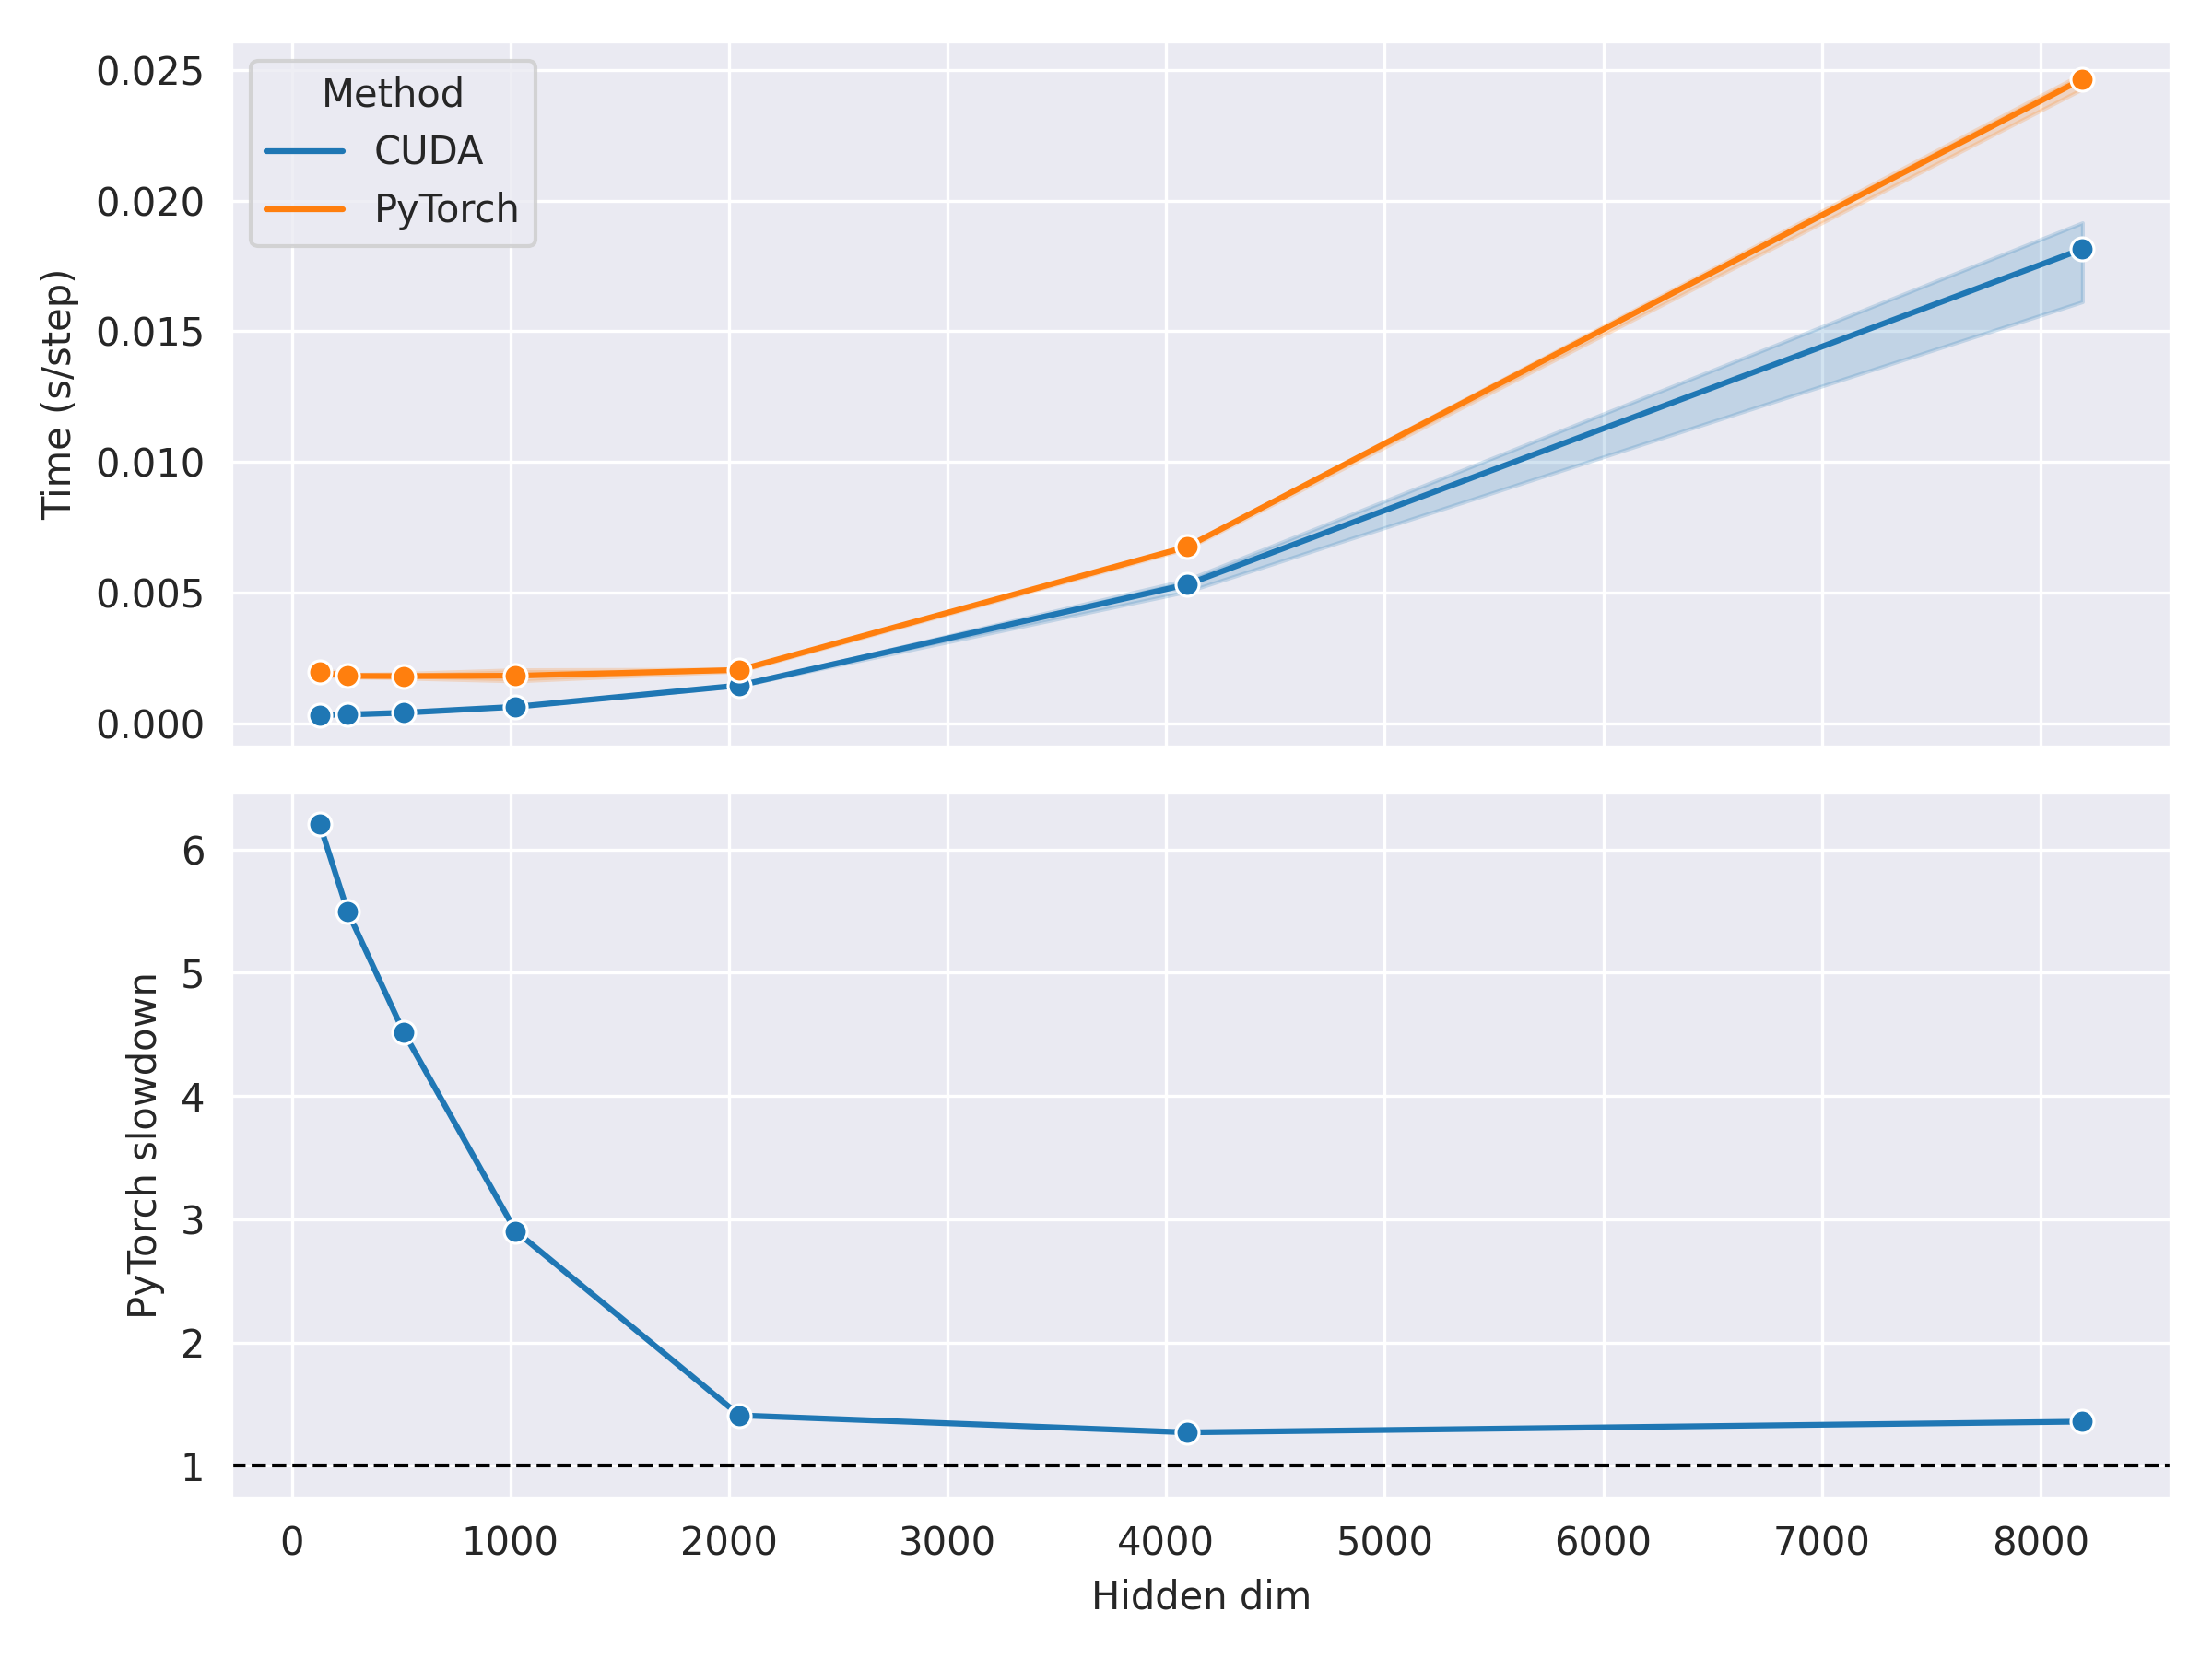 0.025
0.020
0.015
0.010
0.005
0.000
Time (s/step)
Method
CUDA
PyTorch
6
5
4
3
2
1
PyTorch slowdown
0 1000 2000 3000 4000 5000 6000 7000 8000
Hidden dim